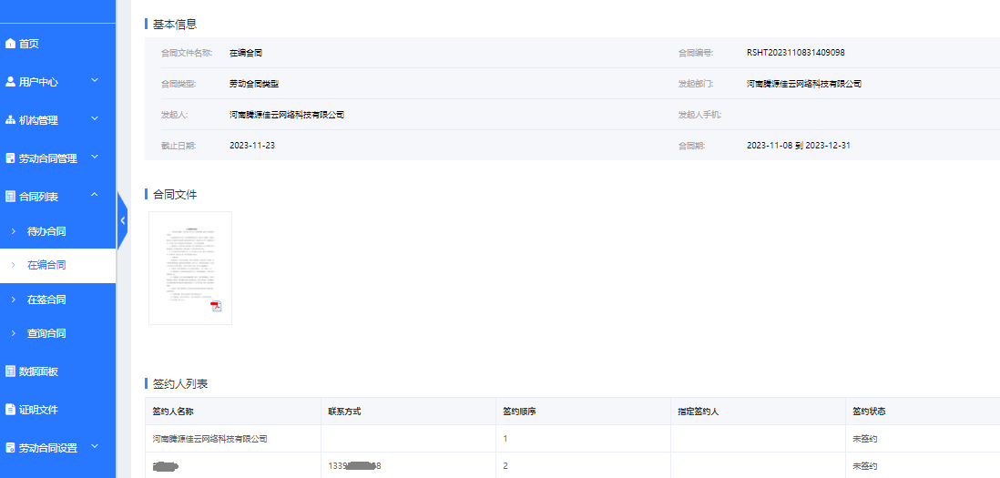 首页
用户中心
机构管理
劳动合同管理
合同列表
待办合同
在编合同
在签合同
查询合同
数据面板
证明文件
劳动合同设置
基本信息
合同文件名称: 在编合同 合同编号: RSHT2023110831409098
合同类型: 劳动合同类型 发起部门: 河南腾源佳云网络科技有限公司
发起人: 河南腾源佳云网络科技有限公司 发起人手机:
截止日期: 2023-11-23 合同期: 2023-11-08 到 2023-12-31
合同文件
签约人列表
签约人名称 联系方式 签约顺序 指定签约人 签约状态
河南腾源佳云网络科技有限公司 1 未签约
2 未签约